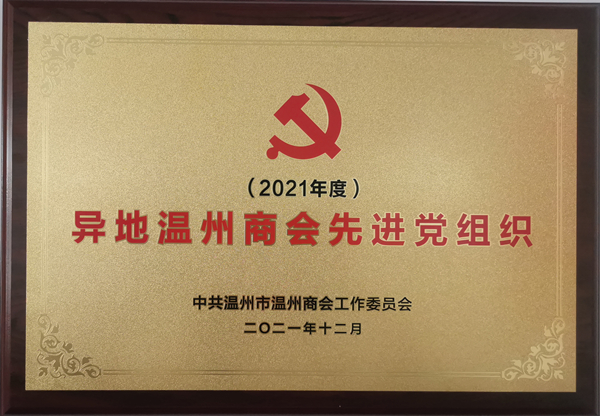 （2021年度）
异地温州商会先进党组织
中共温州市温州商会工作委员会
二〇二一年十二月